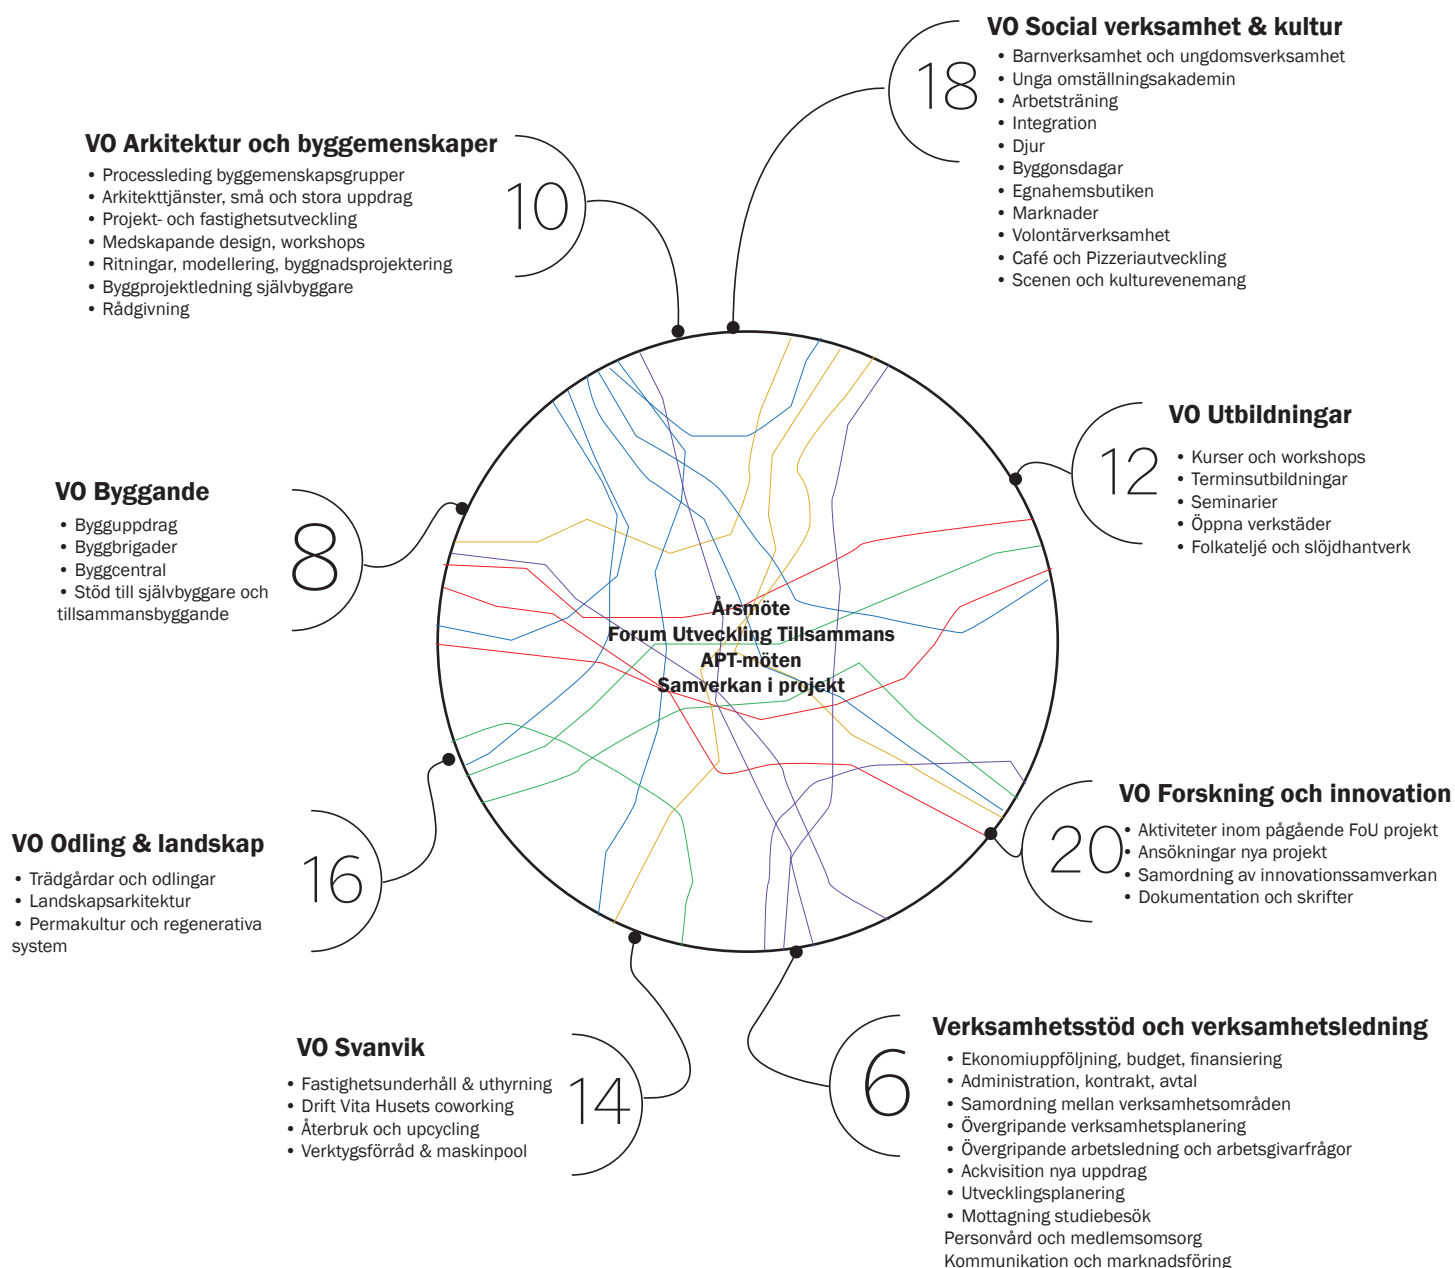 VO Social verksamhet & kultur
18
• Barnverksamhet och ungdomsverksamhet
• Unga omställningsakademin
• Arbetsträning
• Integration
• Djur
• Byggonsdagar
• Egnahemsbutiken
• Marknader
• Volontärverksamhet
• Café och Pizzeriautveckling
• Scenen och kulturevenemang
VO Arkitektur och byggemenskaper
10
• Processleding byggemenskapsgrupper
• Arkitekttjänster, små och stora uppdrag
• Projekt- och fastighetsutveckling
• Medskapande design, workshops
• Ritningar, modellering, byggnadsprojektering
• Byggprojektledning självbyggare
• Rådgivning
VO Utbildningar
12
• Kurser och workshops
• Terminsutbildningar
• Seminarier
• Öppna verkstäder
• Folkateljé och slöjdhantverk
VO Byggande
8
• Bygguppdrag
• Byggbrigader
• Byggcentral
• Stöd till självbyggare och
tillsammansbyggande
Årsmöte
Forum Utveckling Tillsammans
APT-möten
Samverkan i projekt
VO Forskning och innovation
20
• Aktiviteter inom pågående FoU projekt
• Ansökningar nya projekt
• Samordning av innovationssamverkan
• Dokumentation och skrifter
VO Odling & landskap
16
• Trädgårdar och odlingar
• Landskapsarkitektur
• Permakultur och regenerativa
system
VO Svanvik
14
• Fastighetsunderhåll & uthyrning
• Drift Vita Husets coworking
• Återbruk och upcycling
• Verktygsförråd & maskinpool
Verksamhetsstöd och verksamhetsledning
6
• Ekonomiuppföljning, budget, finansiering
• Administration, kontrakt, avtal
• Samordning mellan verksamhetsområden
• Övergripande verksamhetsplanering
• Övergripande arbetsledning och arbetsgivarfrågor
• Ackvisition nya uppdrag
• Utvecklingsplanering
• Mottagning studiebesök
Personvård och medlemsomsorg
Kommunikation och marknadsföring